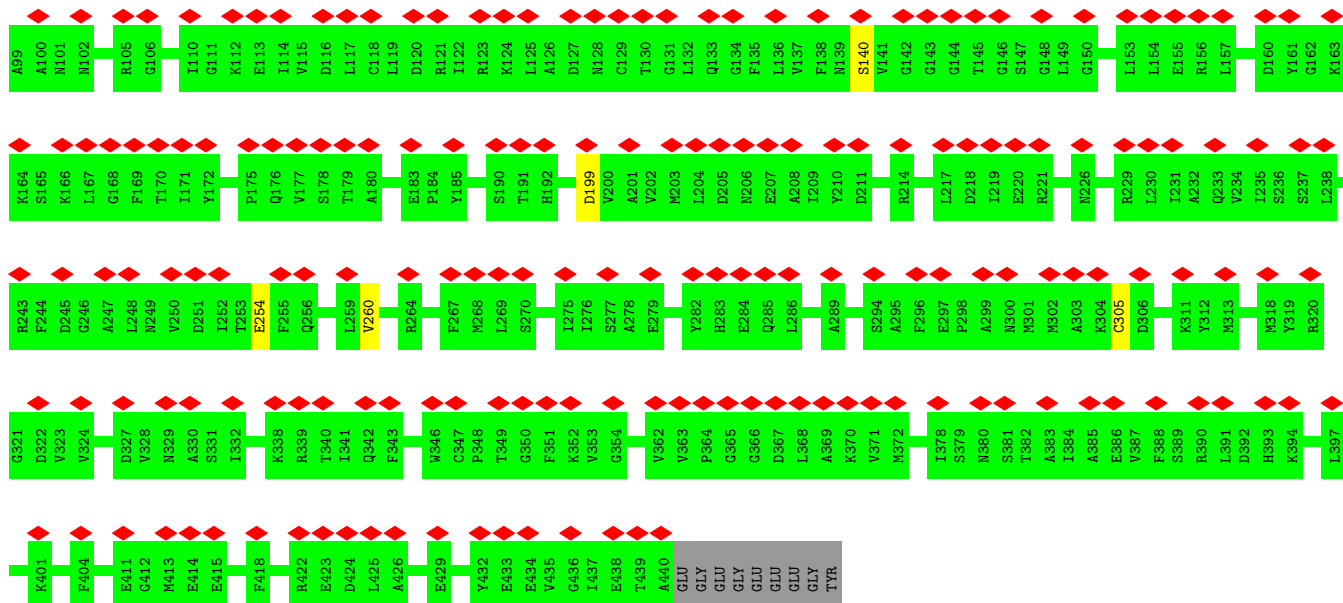 A99 A100 N101 N102 R105 G106 I110 G111 K112 E113 I114 V115 D116 L117 C118 L119 D120 R121 I122 R123 K124 L125 A126 D127 N128 C129 T130 G131 L132 Q133 G134 F135 L136 V137 F138 N139 S140 V141 G142 G143 G144 T145 G146 S147 G148 L149 G150 L153 L154 E155 R156 L157 D160 Y161 G162 K163
K164 S165 K166 L167 G168 F169 T170 I171 Y172 P175 Q176 V177 S178 T179 A180 E183 P184 Y185 S190 T191 H192 D199 V200 A201 V202 M203 L204 D205 N206 E207 A208 I209 Y210 D211 R214 L217 D218 I219 E220 R221 N226 R229 L230 I231 A232 Q233 V234 I235 S236 S237 L238
R243 F244 D245 G246 A247 L248 N249 V250 D251 I252 T253 E254 F255 Q256 L259 V260 R264 F267 M268 L269 S270 I275 I276 S277 A278 E279 Y282 H283 E284 Q285 L286 A289 S294 A295 F296 E297 P298 A299 N300 M301 M302 A303 K304 C305 D306 K311 Y312 M313 M318 Y319 R320
G321 D322 V323 V324 D327 V328 N329 A330 S331 I332 K338 R339 T340 I341 Q342 F343 W346 C347 P348 T349 G350 F351 K352 V353 G354 V362 V363 P364 G365 G366 D367 L368 A369 K370 V371 M372 I378 S379 N380 S381 T382 A383 I384 A385 E386 V387 F388 S389 R390 L391 D392 H393 K394 L397
K401 F404 E411 G412 M413 E414 E415 F418 R422 E423 D424 L425 A426 E429 Y432 E433 E434 V435 G436 I437 E438 T439 A440 GLU GLY GLU GLY GLU GLU GLU GLY TYR